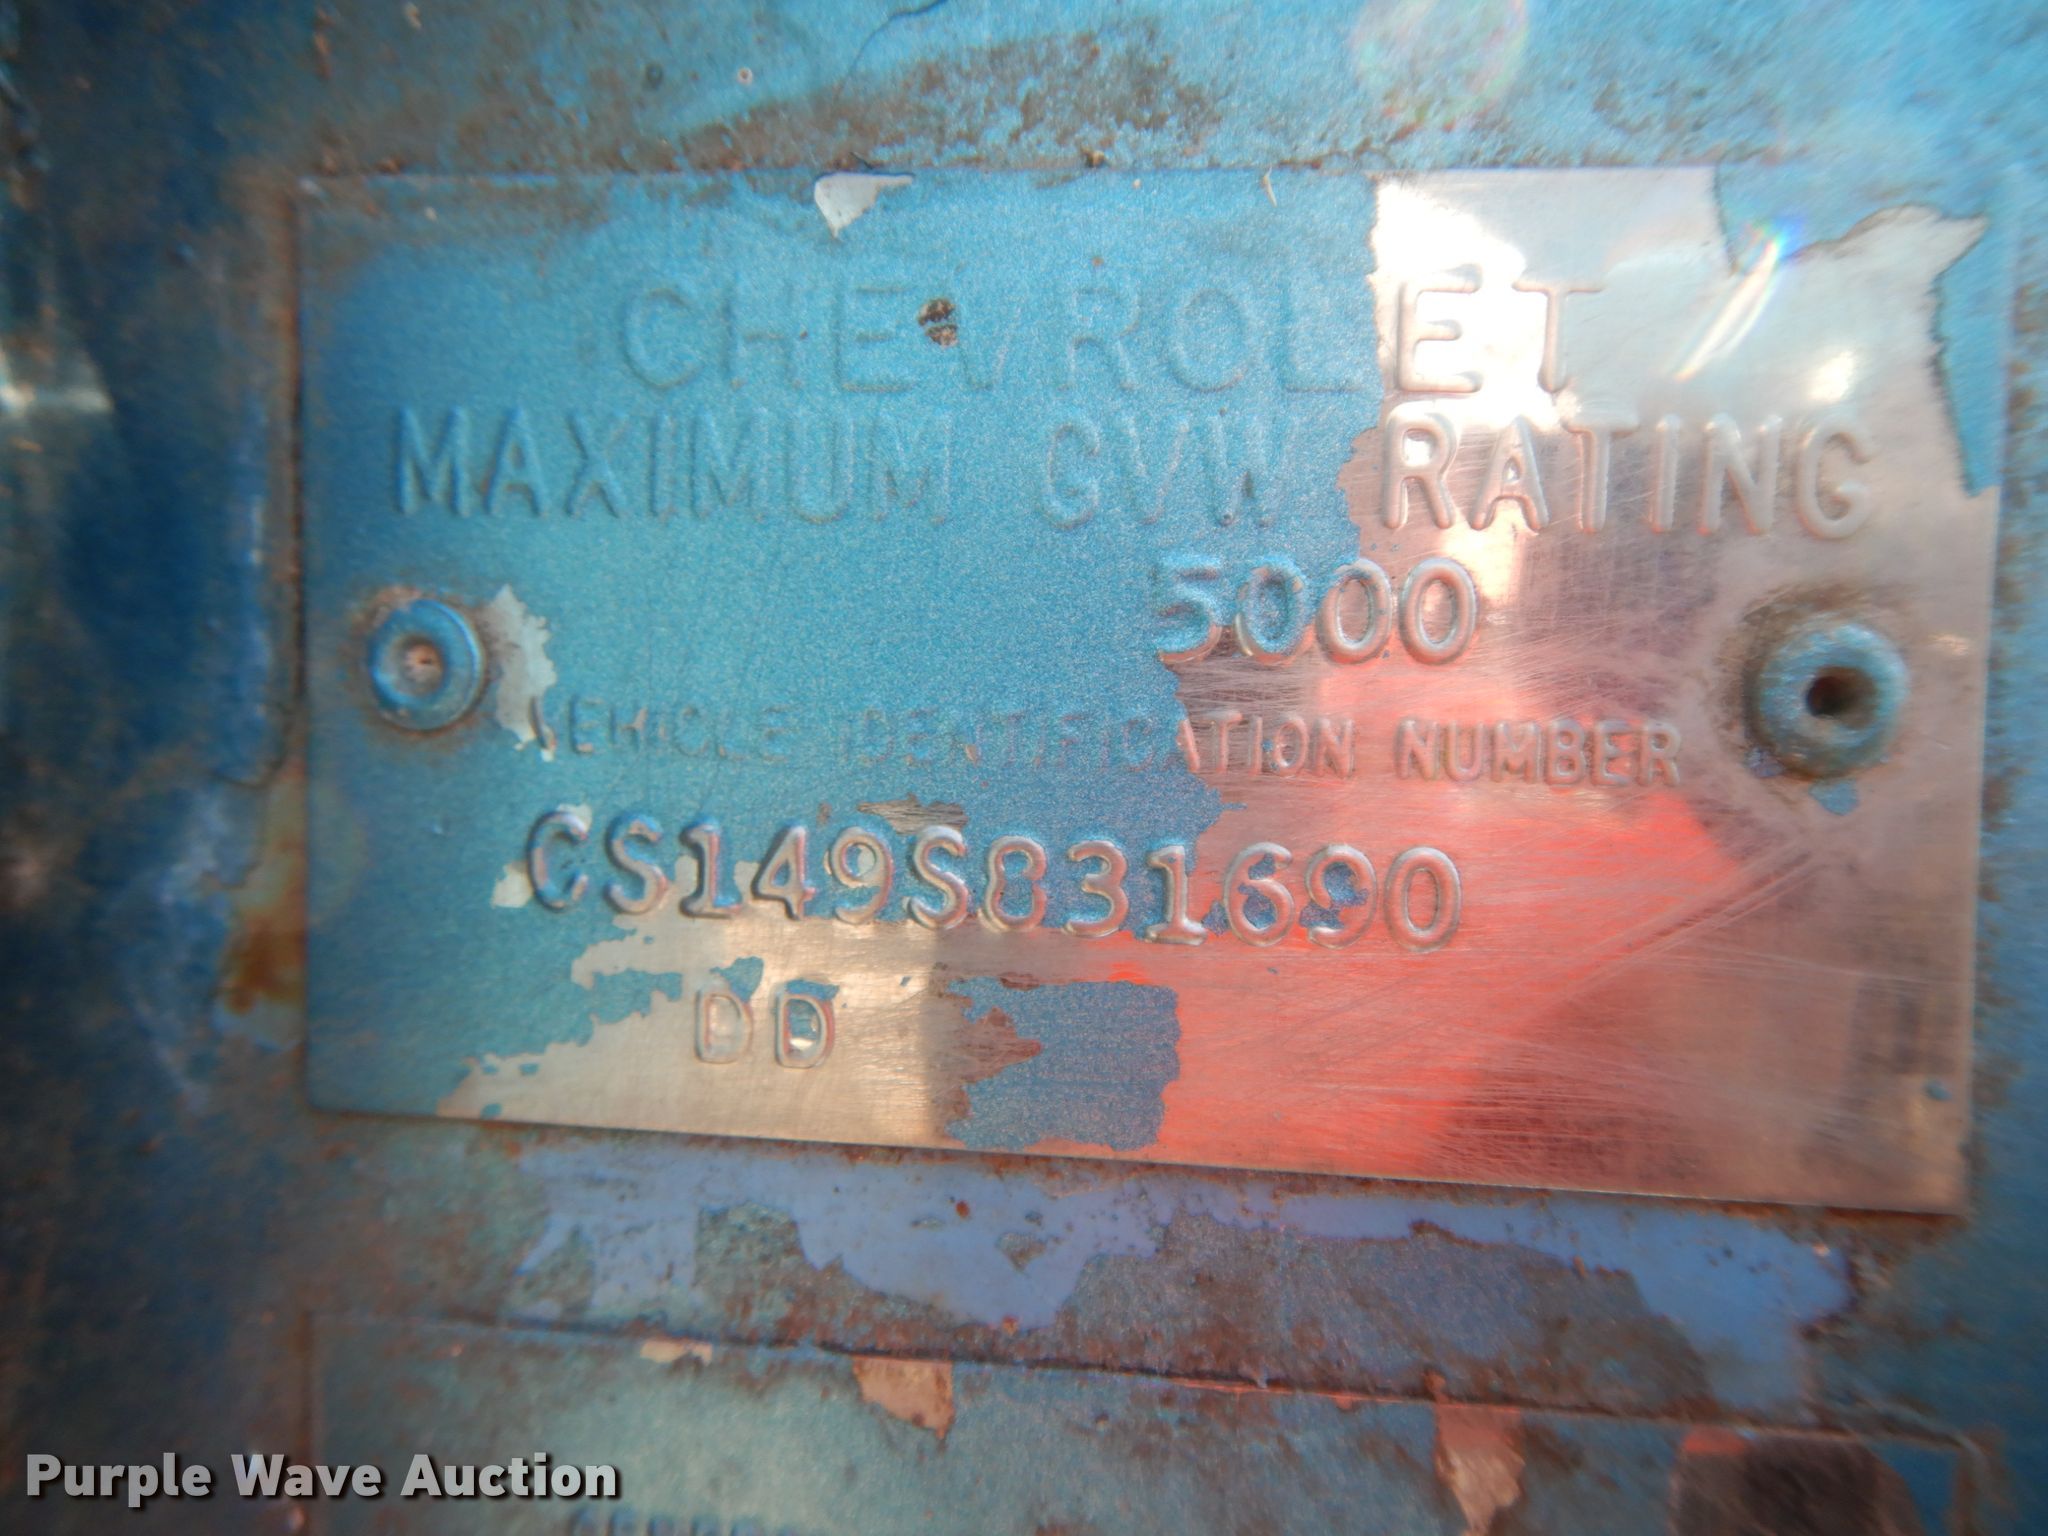 CHEVROLET
MAXIMUM GVW RATING
5000
VEHICLE IDENTIFICATION NUMBER
CS149S831690
DD
Purple Wave Auction